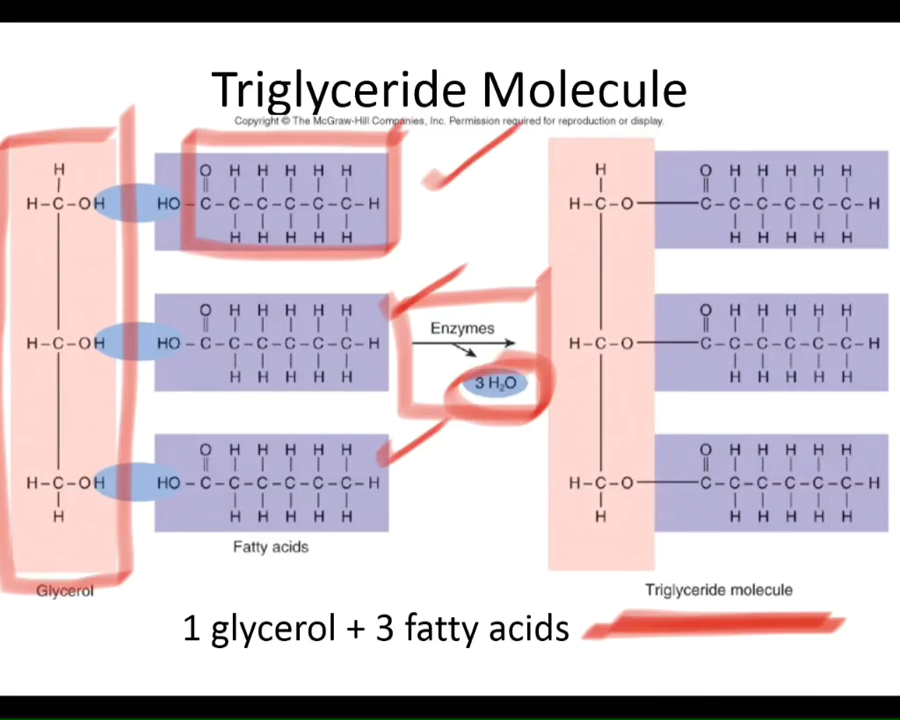 Triglyceride Molecule
Copyright © The McGraw-Hill Companies, Inc. Permission required for reproduction or display.
H O H H H H H H O H H H H H
H-C-OH HO-C-C-C-C-C-C-H H-C-O C-C-C-C-C-C-H
H H H H H H H H H H
O H H H H H Enzymes O H H H H H
H-C-OH HO-C-C-C-C-C-C-H H-C-O C-C-C-C-C-C-H
H H H H H 3 H₂O H H H H H
O H H H H H O H H H H H
H-C-OH HO-C-C-C-C-C-C-H H-C-O C-C-C-C-C-C-H
H H H H H H H H H H H H
Fatty acids
Glycerol Triglyceride molecule
1 glycerol + 3 fatty acids